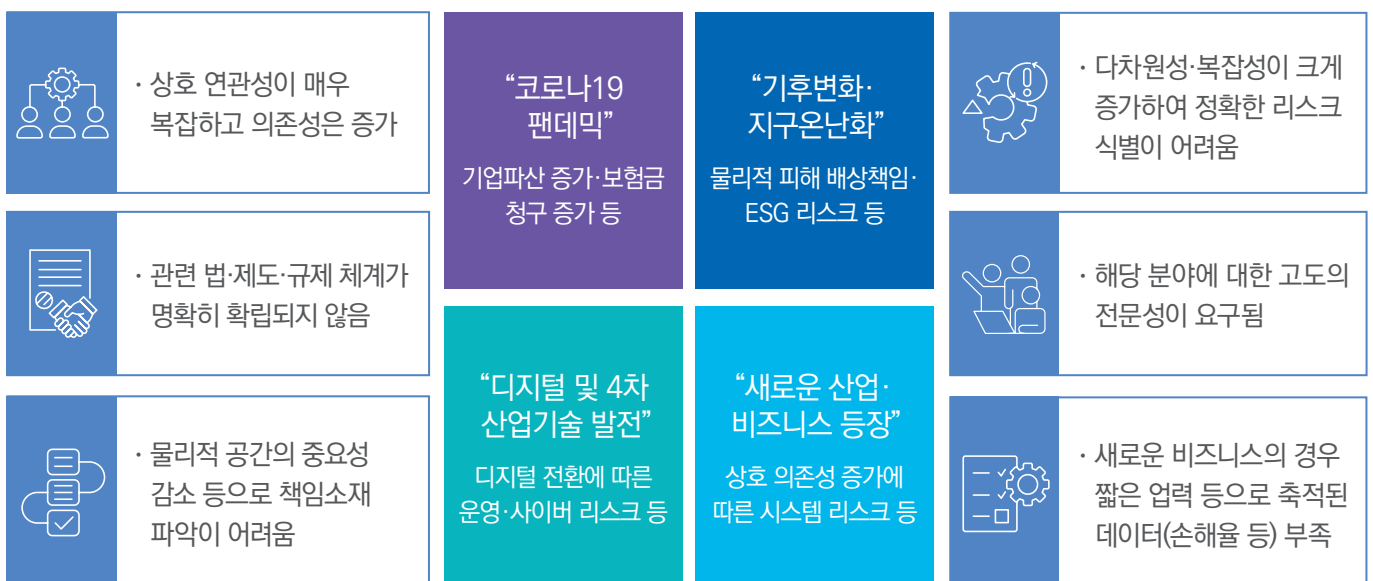 · 상호 연관성이 매우
복잡하고 의존성은 증가
· 관련 법·제도·규제 체계가
명확히 확립되지 않음
· 물리적 공간의 중요성
감소 등으로 책임소재
파악이 어려움
“코로나19
팬데믹”
기업파산 증가·보험금
청구 증가 등
“기후변화·
지구온난화”
물리적 피해 배상책임·
ESG 리스크 등
“디지털 및 4차
산업기술 발전”
디지털 전환에 따른
운영·사이버 리스크 등
“새로운 산업·
비즈니스 등장”
상호 의존성 증가에
따른 시스템 리스크 등
· 다차원성·복잡성이 크게
증가하여 정확한 리스크
식별이 어려움
· 해당 분야에 대한 고도의
전문성이 요구됨
· 새로운 비즈니스의 경우
짧은 업력 등으로 축적된
데이터(손해율 등) 부족